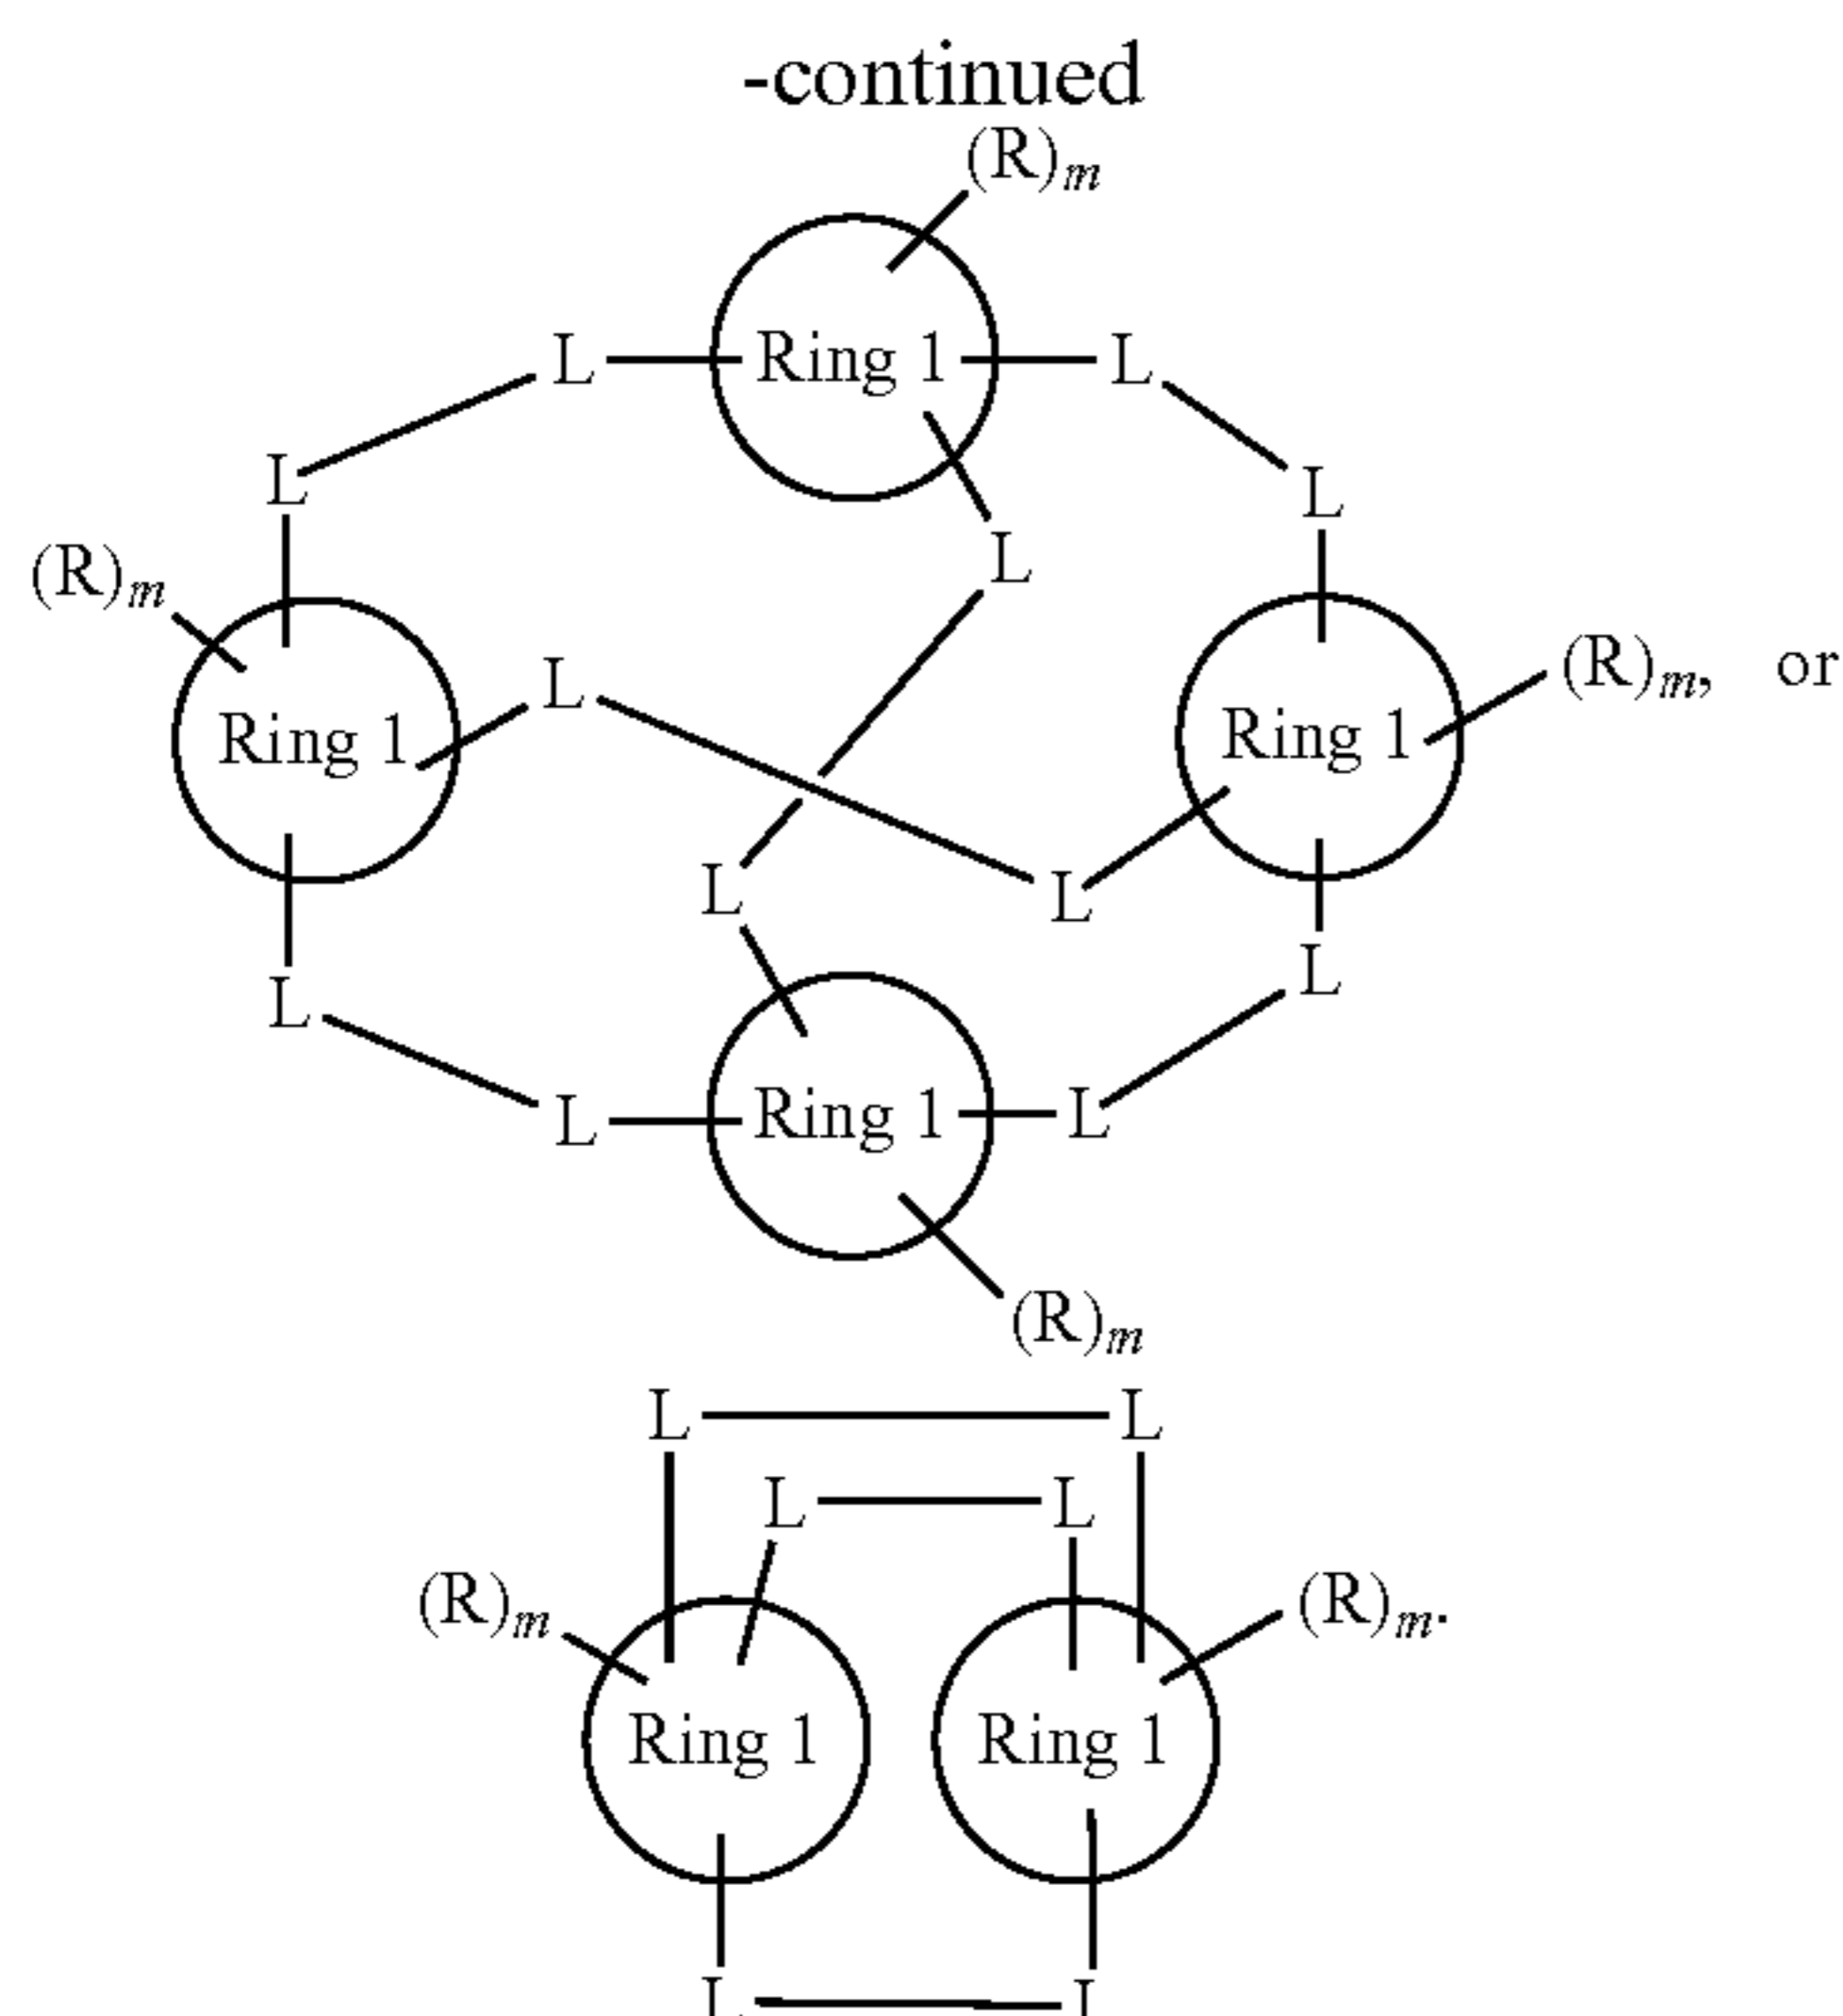 -continued
(R)m
L Ring 1 L
L L
(R)m L
L (R)m, or
Ring 1 Ring 1
L L
L L
L Ring 1 L
(R)m
L L
L L
(R)m (R)m.
Ring 1 Ring 1
L L